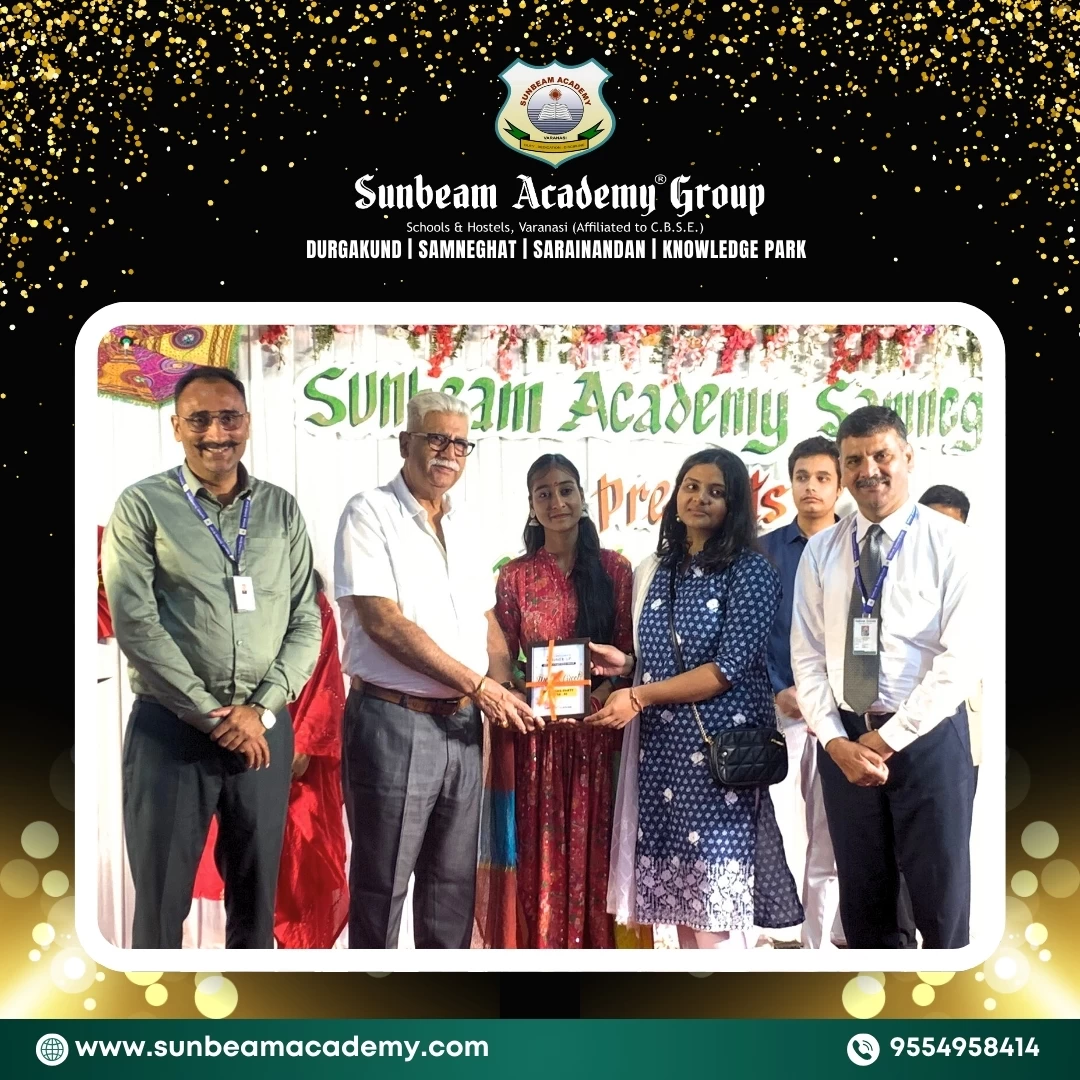 SUNBEAM ACADEMY
VARANASI
Sunbeam Academy® Group
Schools & Hostels, Varanasi (Affiliated to C.B.S.E.)
DURGAKUND | SAMNEGHAT | SARAINANDAN | KNOWLEDGE PARK
Sunbeam Academy Samneg
www.sunbeamacademy.com
9554958414